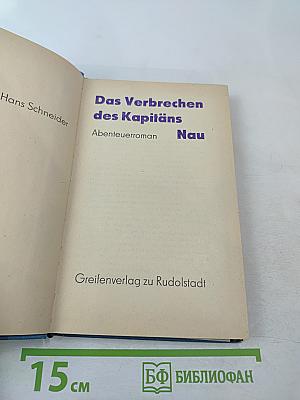 Hans Schneider
Das Verbrechen
des Kapitäns
Abenteuerroman Nau
Greifenverlag zu Rudolstadt
15 см
БФ БИБЛИОФАН